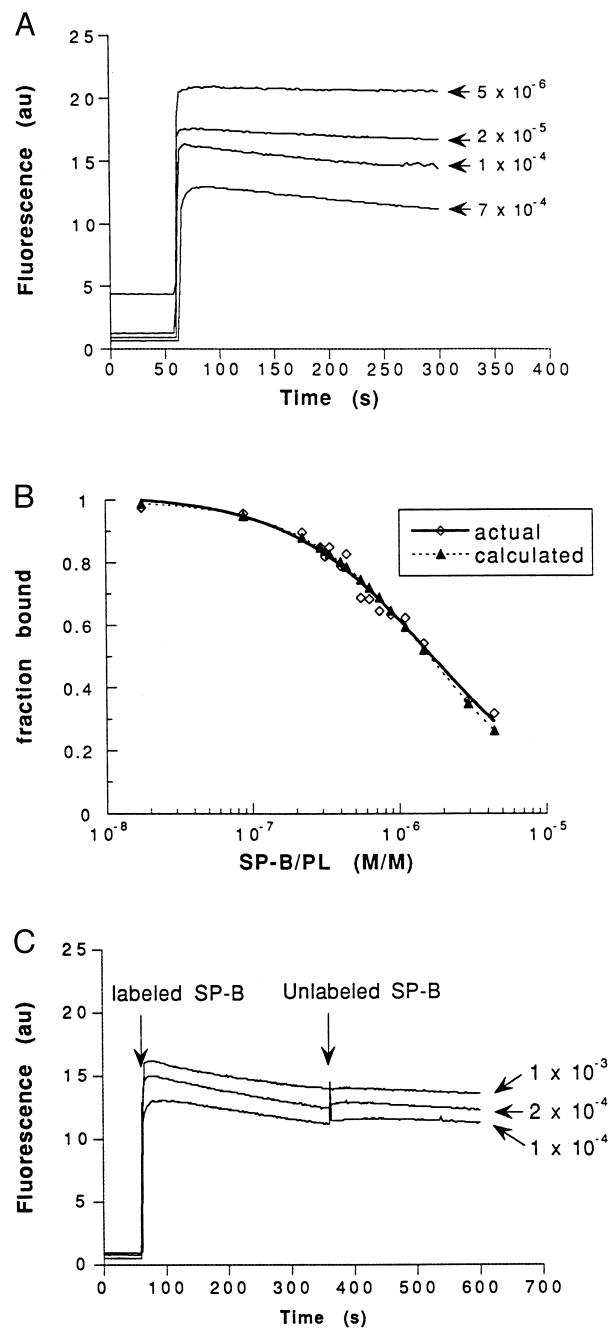 A
25
20
15
10
5
0
Fluorescence (au)
5 x 10-6
2 x 10-5
1 x 10-4
7 x 10-4
0 50 100 150 200 250 300 350 400
Time (s)
B
1
0.8
0.6
0.4
0.2
0
fraction bound
actual
calculated
10-8 10-7 10-6 10-5
SP-B/PL (M/M)
C
25
20
15
10
5
0
Fluorescence (au)
labeled SP-B
Unlabeled SP-B
1 x 10-3
2 x 10-4
1 x 10-4
0 100 200 300 400 500 600 700
Time (s)